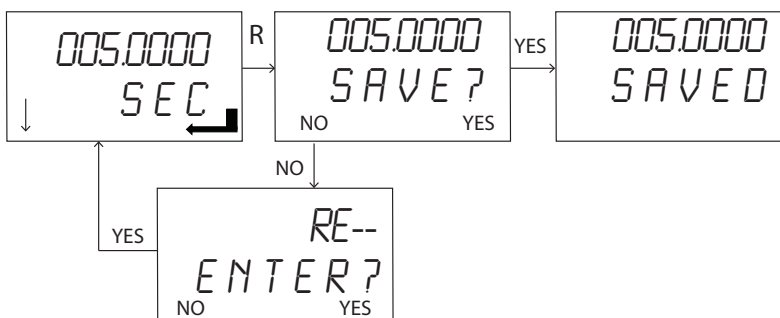 005.0000
SEC
R
005.0000
SAVE?
NO YES
YES
005.0000
SAVED
NO
YES
RE--
ENTER?
NO YES